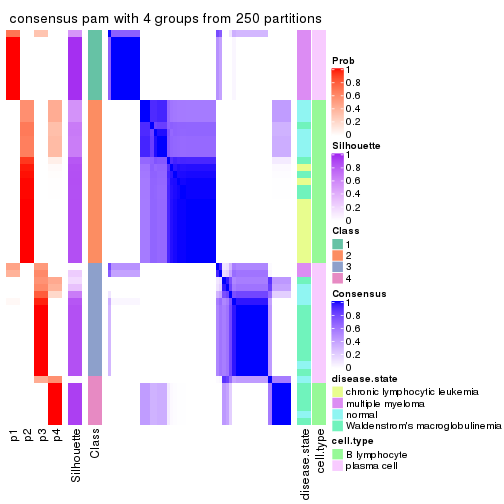 consensus pam with 4 groups from 250 partitions
Prob
1
0.8
0.6
0.4
0.2
0
Silhouette
1
0.8
0.6
0.4
0.2
0
Class
1
2
3
4
Consensus
1
0.8
0.6
0.4
0.2
0
disease.state
chronic lymphocytic leukemia
multiple myeloma
normal
Waldenstrom's macroglobulinemia
cell.type
B lymphocyte
plasma cell
p1
p2
p3
p4
Silhouette
Class
disease.state
cell.type